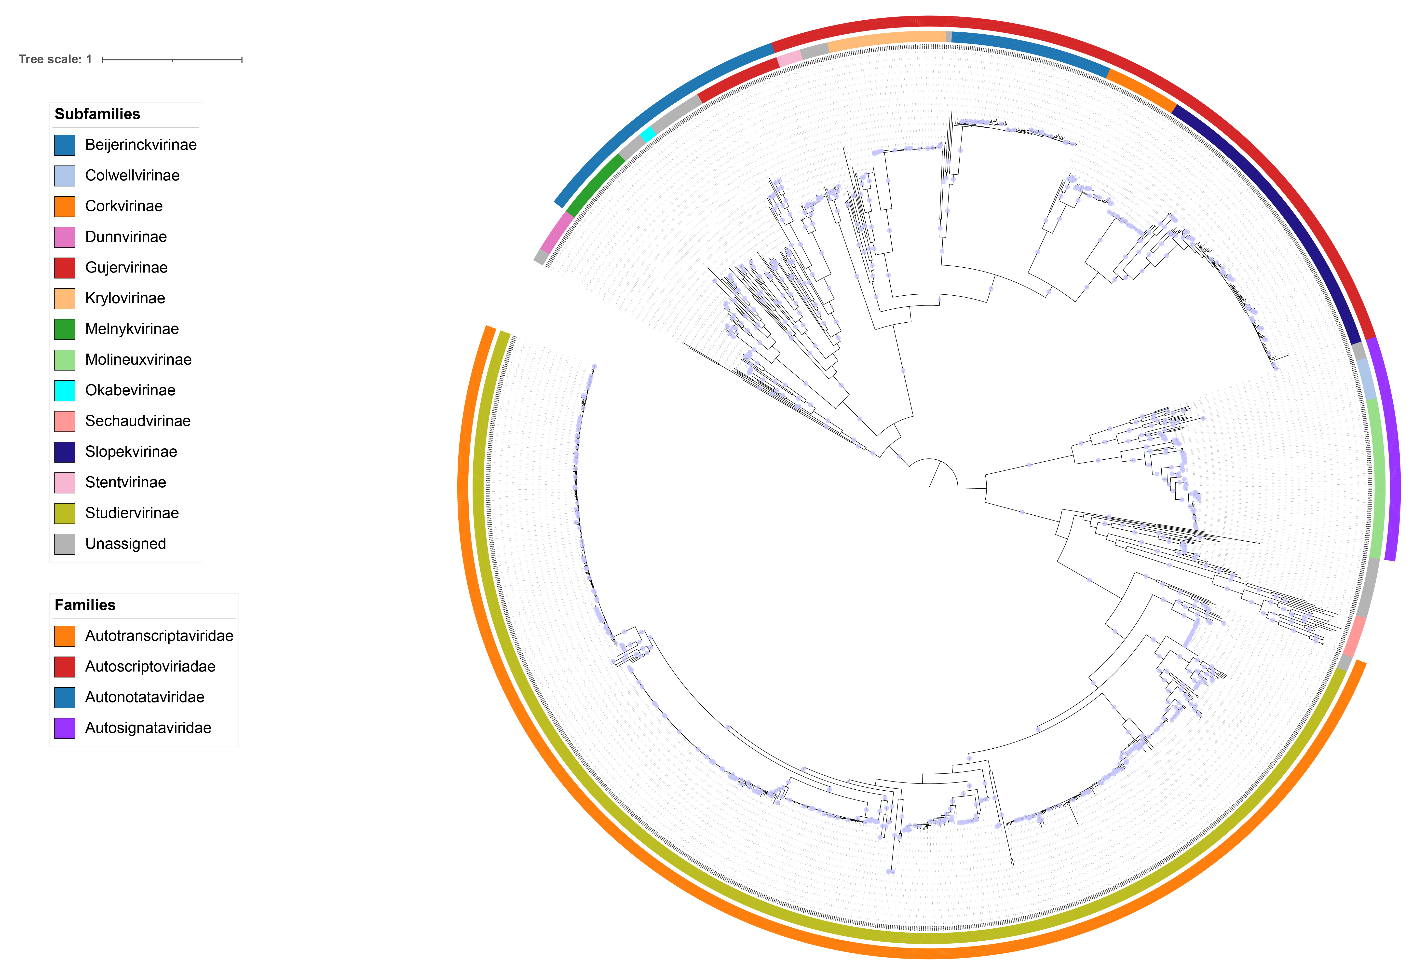 Tree scale: 1
Subfamilies
Beijerinckvirinae
Colwellvirinae
Corkvirinae
Dunnvirinae
Gujervirinae
Krylovirinae
Melnykvirinae
Molineuxvirinae
Okabevirinae
Sechaudvirinae
Slopekvirinae
Stentvirinae
Studiervirinae
Unassigned
Families
Autotranscriptaviridae
Autoscriptoviriadae
Autonotataviridae
Autosignataviridae